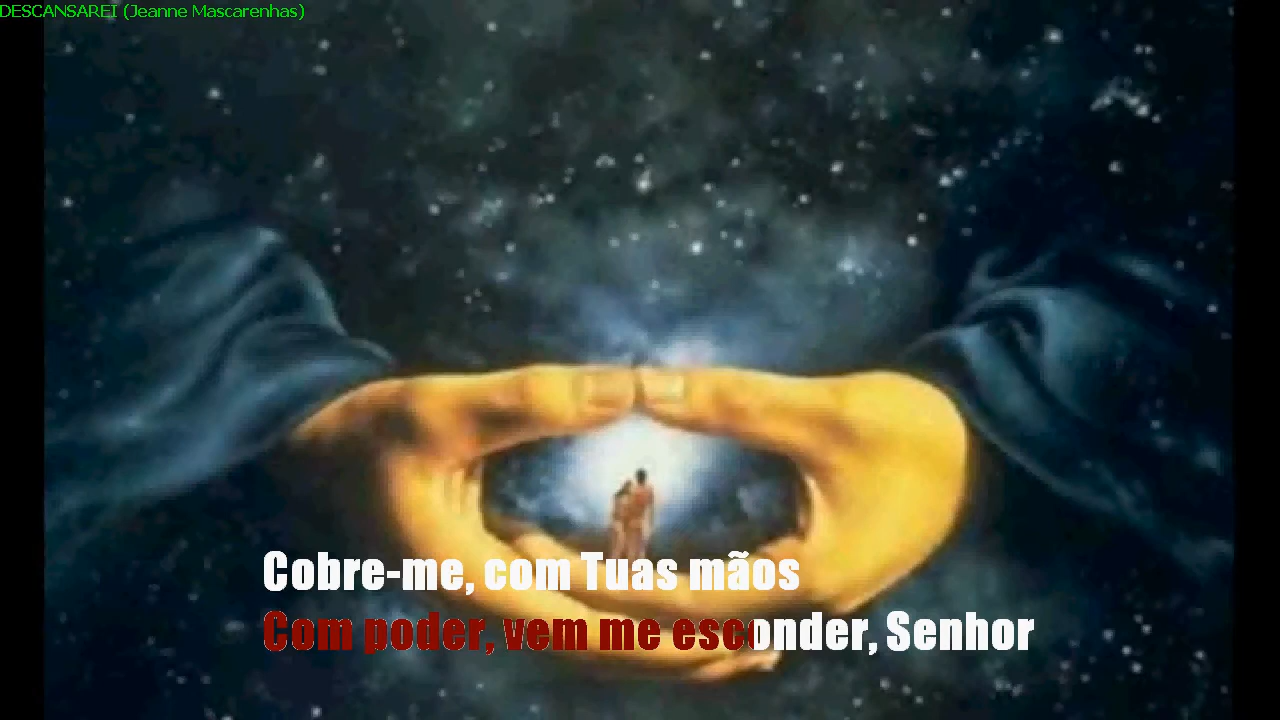 DESCANSAREI (Jeanne Mascarenhas)
Cobre-me, com Tuas mãos
Com poder, vem me esconder, Senhor